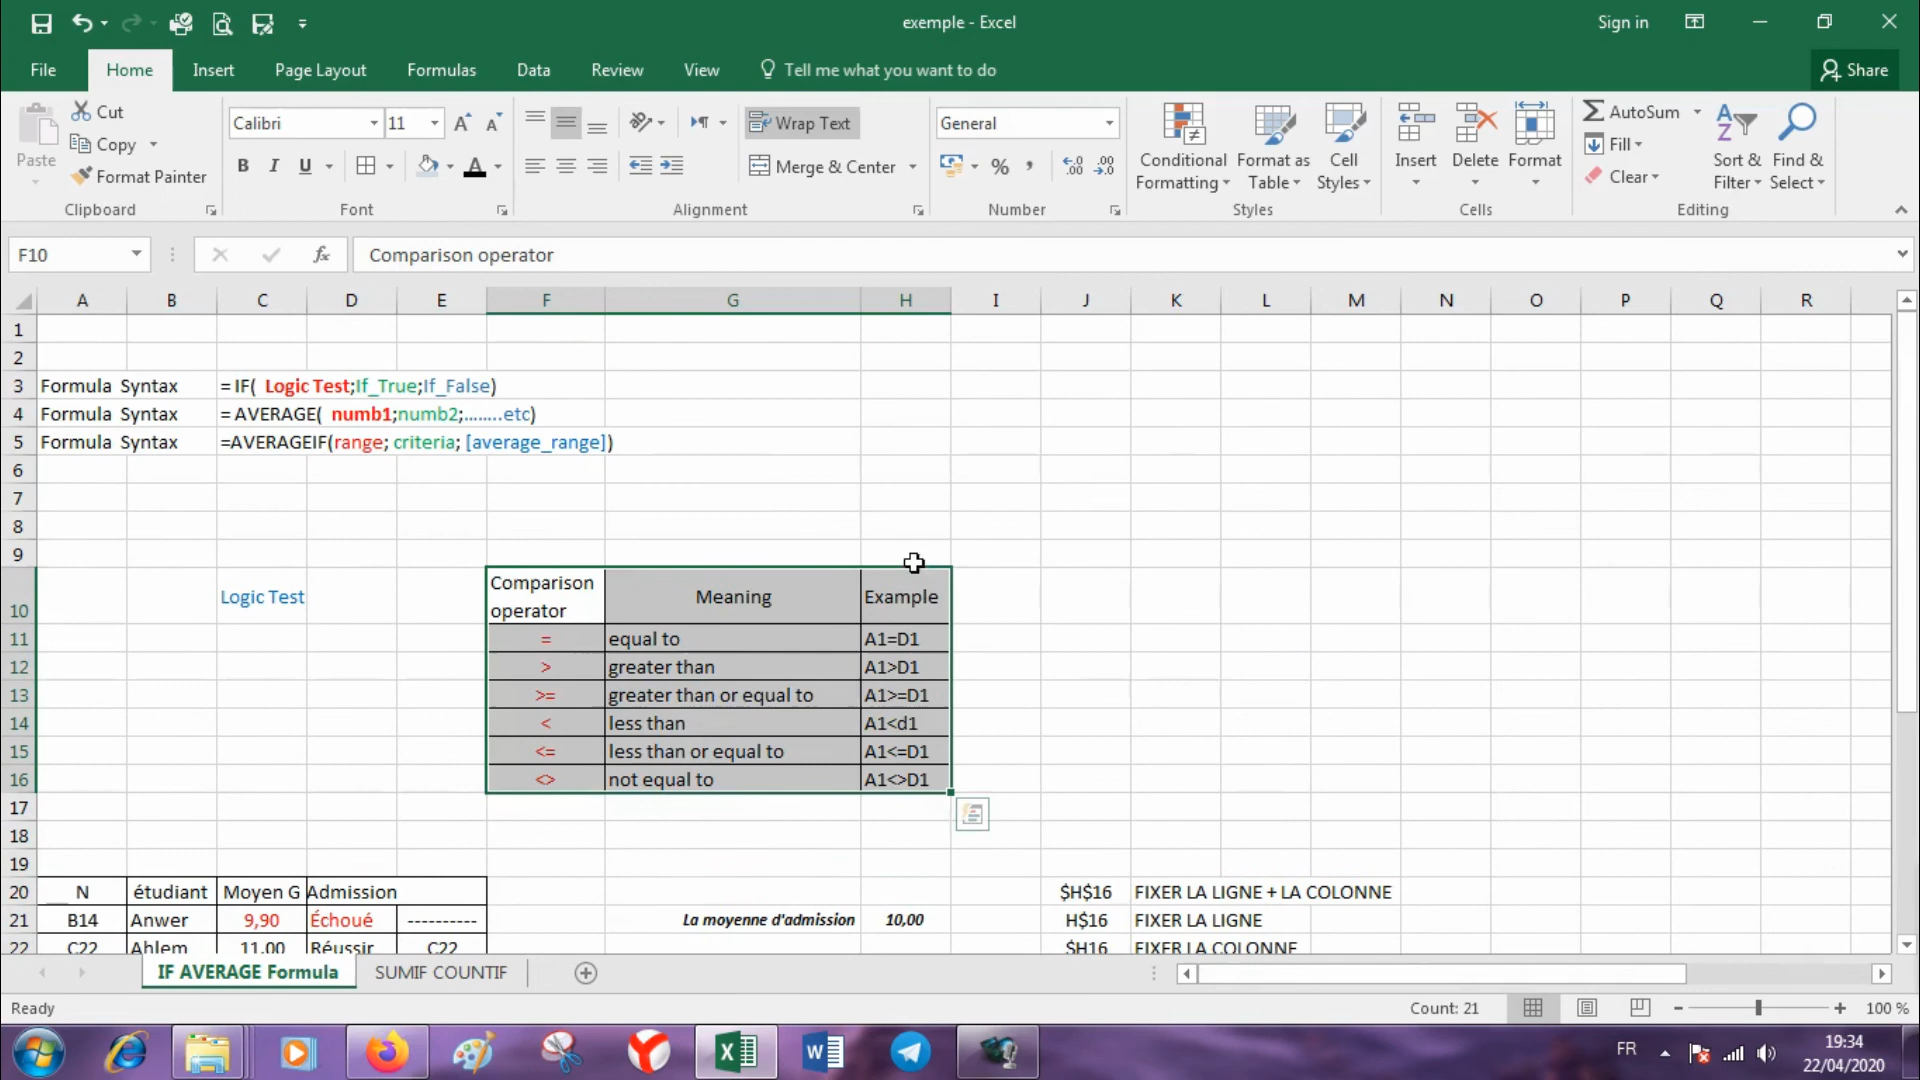 exemple - Excel
Sign in
File Home Insert Page Layout Formulas Data Review View Tell me what you want to do Share
Paste
Cut
Copy
Format Painter
Clipboard
Calibri 11
B I U A
Font
Wrap Text
Merge & Center
Alignment
General
%
Number
Conditional Formatting
Format as Table
Cell Styles
Styles
Insert
Delete
Format
Cells
AutoSum
Fill
Clear
Sort & Filter
Find & Select
Editing
F10 fx Comparison operator
A B C D E F G H I J K L M N O P Q R
1
2
3 Formula Syntax = IF( Logic Test;If_True;If_False)
4 Formula Syntax = AVERAGE( numb1;numb2;........etc)
5 Formula Syntax =AVERAGEIF(range; criteria; [average_range])
6
7
8
9
10 Logic Test Comparison operator Meaning Example
11 = equal to A1=D1
12 > greater than A1>D1
13 >= greater than or equal to A1>=D1
14 < less than A1<d1
15 <= less than or equal to A1<=D1
16 <> not equal to A1<>D1
17
18
19
20 N étudiant Moyen G Admission $H$16 FIXER LA LIGNE + LA COLONNE
21 B14 Anwer 9,90 Échoué ---------- La moyenne d'admission 10,00 H$16 FIXER LA LIGNE
22 C22 Ahlem 11,00 Réussir C22 $H16 FIXER LA COLONNE
IF AVERAGE Formula SUMIF COUNTIF
Ready Count: 21 100 %
FR 19:34
22/04/2020